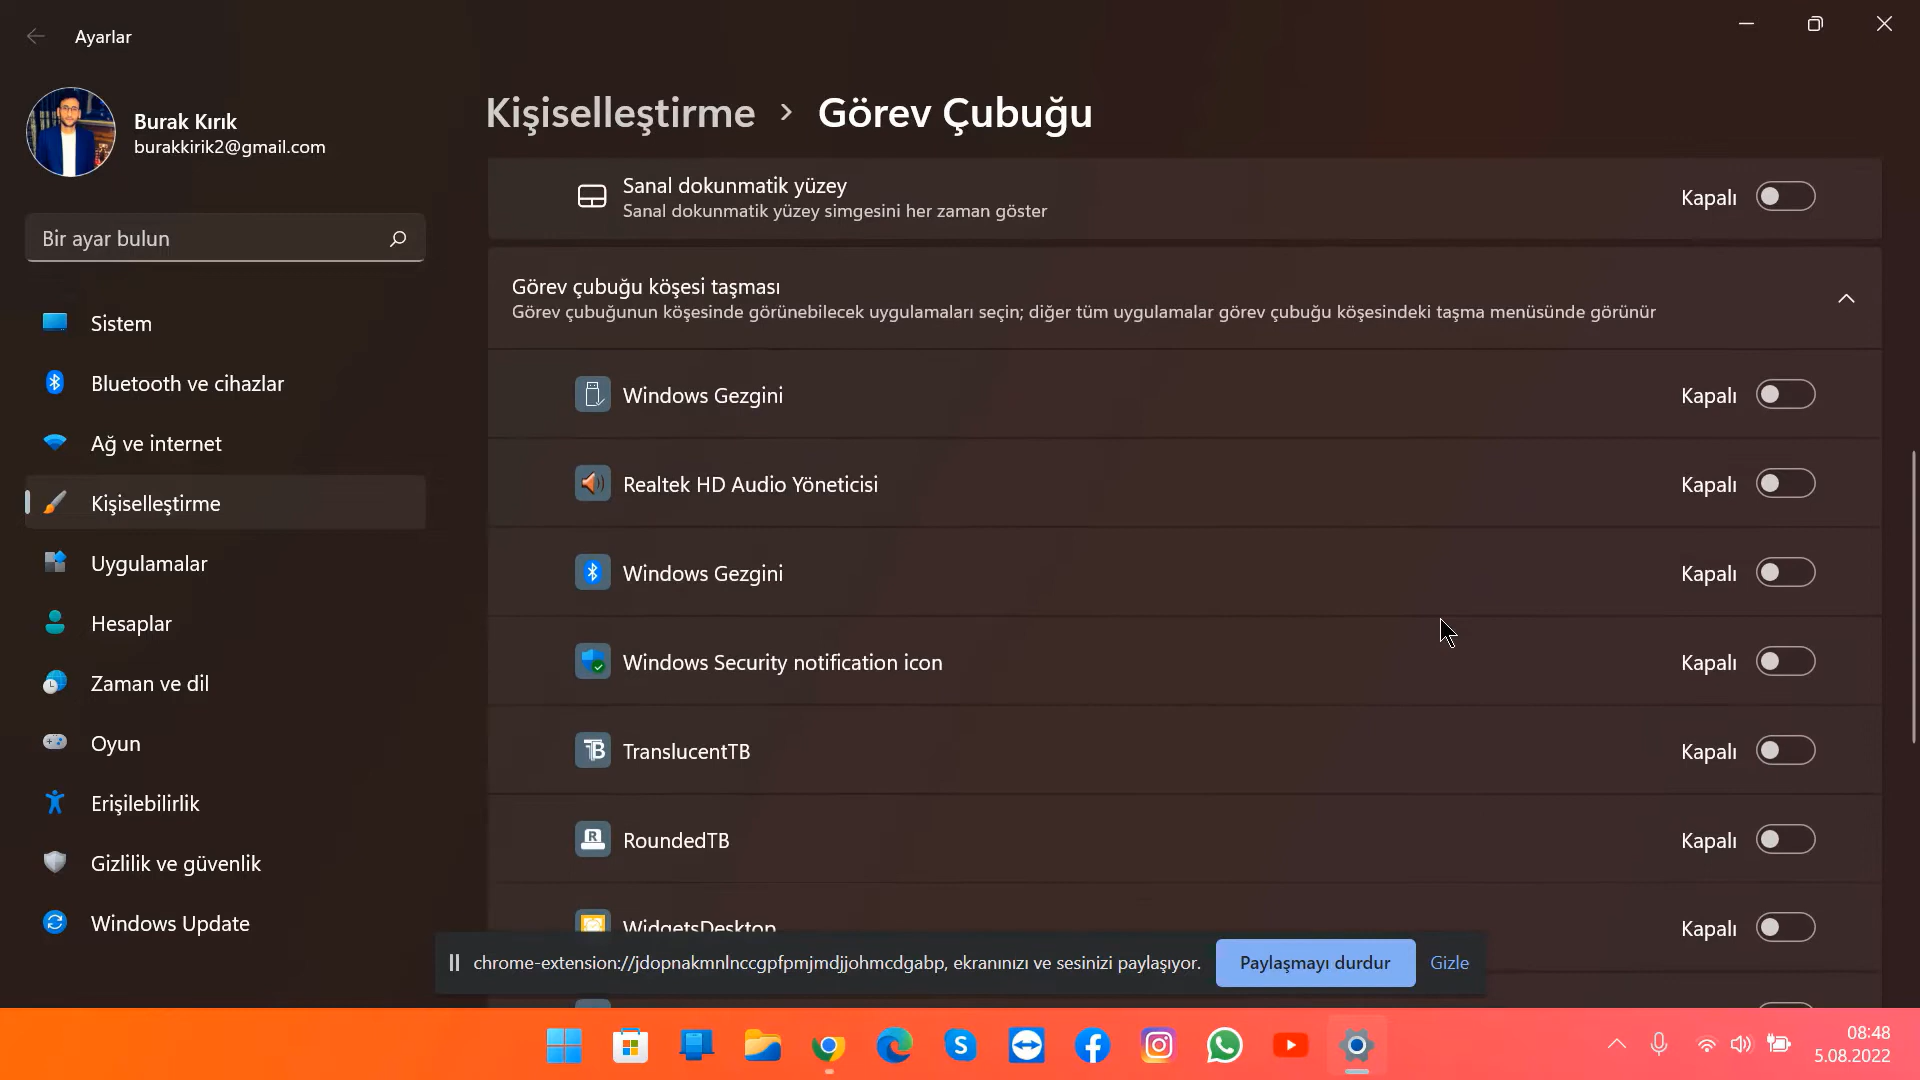 Ayarlar
Burak Kırık
burakkirik2@gmail.com
Bir ayar bulun
Sistem
Bluetooth ve cihazlar
Ağ ve internet
Kişiselleştirme
Uygulamalar
Hesaplar
Zaman ve dil
Oyun
Erişilebilirlik
Gizlilik ve güvenlik
Windows Update
Kişiselleştirme > Görev Çubuğu
Sanal dokunmatik yüzey
Sanal dokunmatik yüzey simgesini her zaman göster
Kapalı
Görev çubuğu köşesi taşması
Görev çubuğunun köşesinde görünebilecek uygulamaları seçin; diğer tüm uygulamalar görev çubuğu köşesindeki taşma menüsünde görünür
Windows Gezgini Kapalı
Realtek HD Audio Yöneticisi Kapalı
Windows Gezgini Kapalı
Windows Security notification icon Kapalı
TranslucentTB Kapalı
RoundedTB Kapalı
WidgetsDesktop Kapalı
chrome-extension://jdopnakmnlnccgpfpmjmdjjohmcdgabp, ekranınızı ve sesinizi paylaşıyor. Paylaşmayı durdur Gizle
08:48
5.08.2022